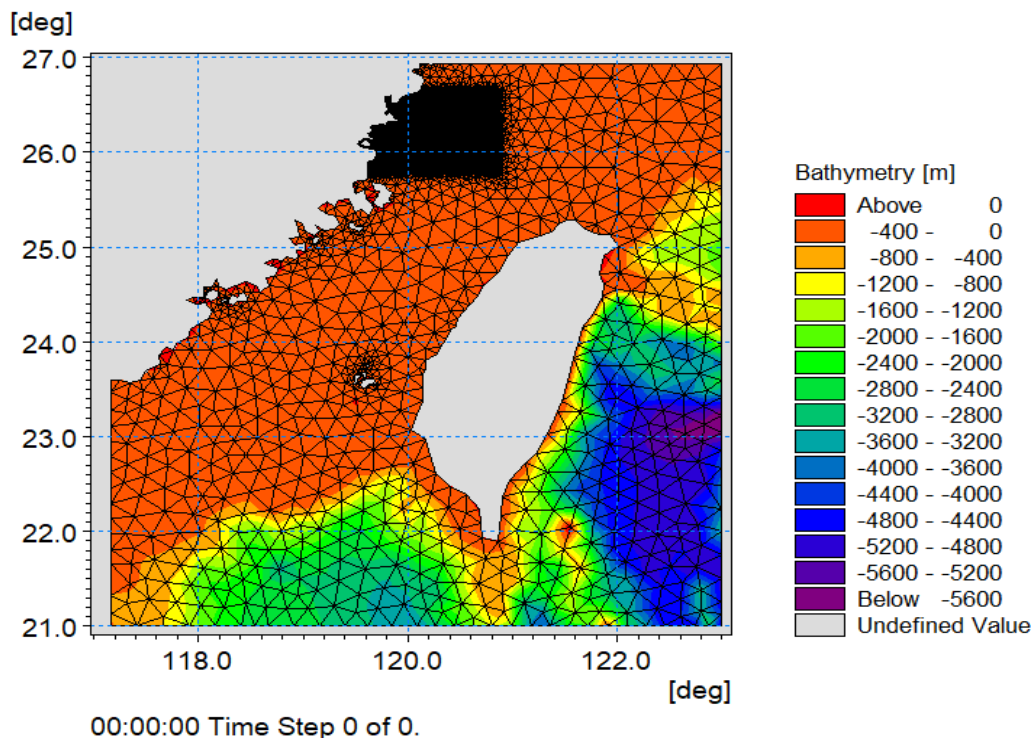 [deg]
27.0
26.0
25.0
24.0
23.0
22.0
21.0
118.0 120.0 122.0
[deg]
00:00:00 Time Step 0 of 0.
Bathymetry [m]
Above 0
-400 - 0
-800 - -400
-1200 - -800
-1600 - -1200
-2000 - -1600
-2400 - -2000
-2800 - -2400
-3200 - -2800
-3600 - -3200
-4000 - -3600
-4400 - -4000
-4800 - -4400
-5200 - -4800
-5600 - -5200
Below -5600
Undefined Value